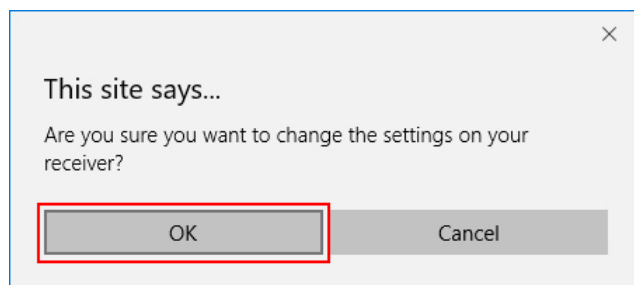 This site says...
Are you sure you want to change the settings on your
receiver?
OK
Cancel